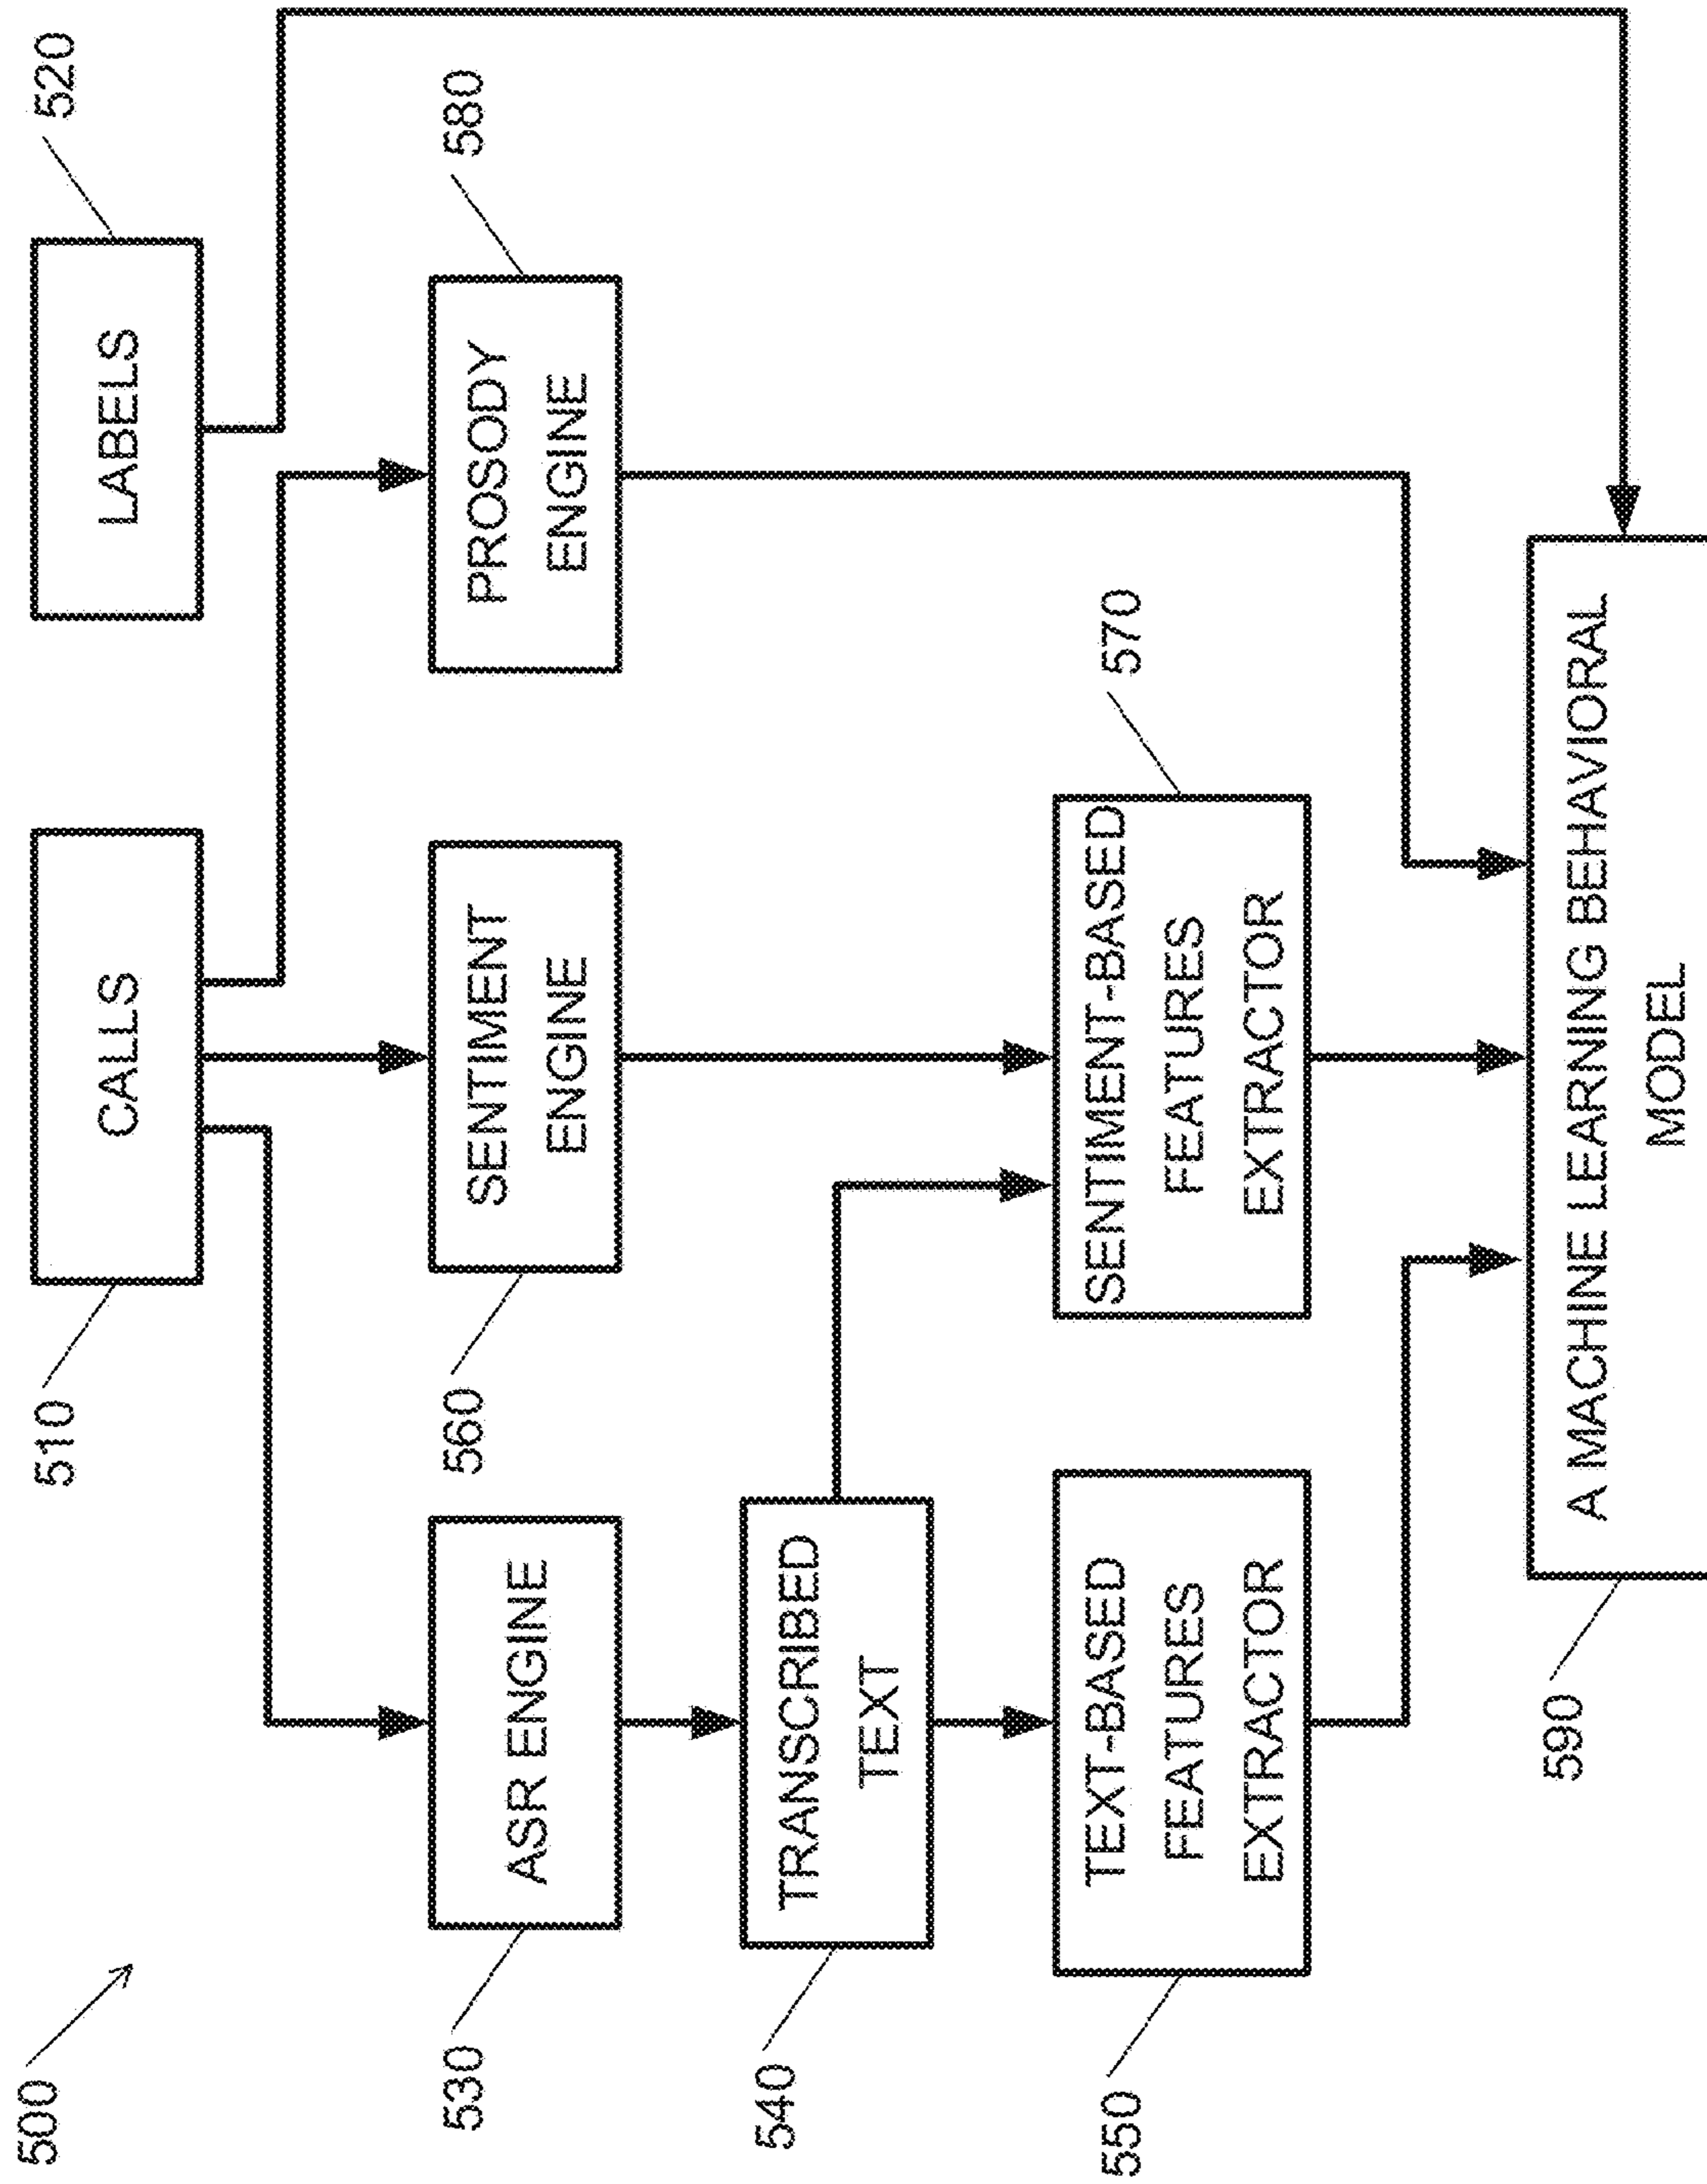 500
510
CALLS
LABELS
520
530
ASR ENGINE
560
SENTIMENT
ENGINE
PROSODY
ENGINE
580
540
TRANSCRIBED
TEXT
550
TEXT-BASED
FEATURES
EXTRACTOR
SENTIMENT-BASED
FEATURES
EXTRACTOR
570
590
A MACHINE LEARNING BEHAVIORAL
MODEL